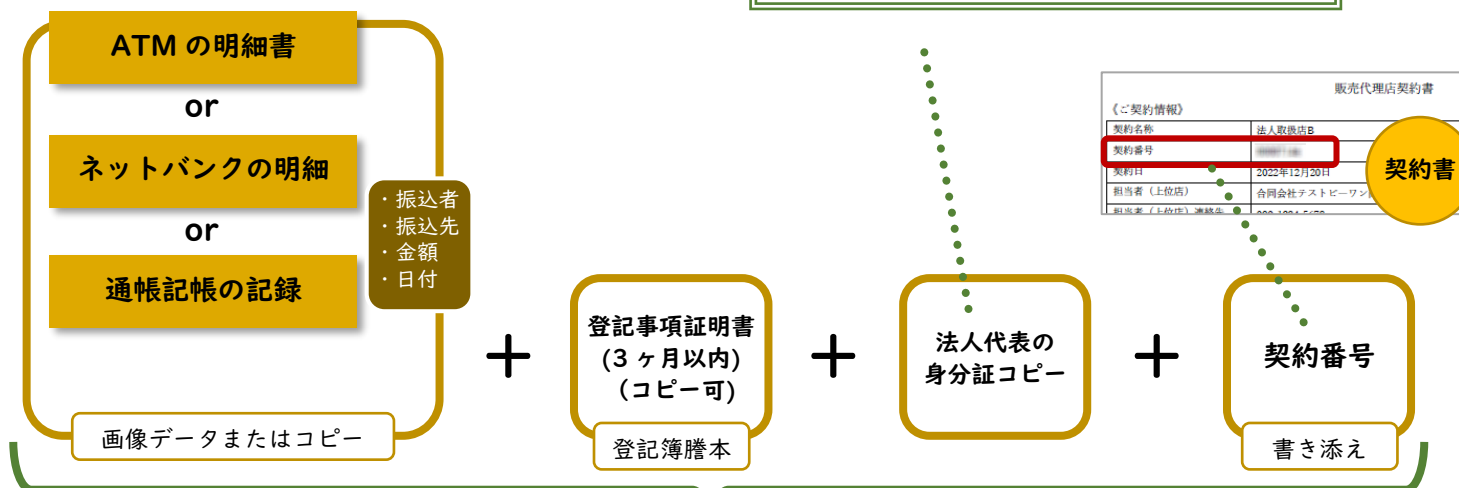 ATM の明細書
or
ネットバンクの明細
or
通帳記帳の記録
・振込者
・振込先
・金額
・日付
画像データまたはコピー
+
登記事項証明書
(3 ヶ月以内)
(コピー可)
登記簿謄本
+
法人代表の
身分証コピー
+
契約番号
書き添え
販売代理店契約書
《ご契約情報》
契約名称 法人取扱店B
契約番号
契約日 2022年12月20日
担当者(上位店) 合同会社テストビーワン
契約書